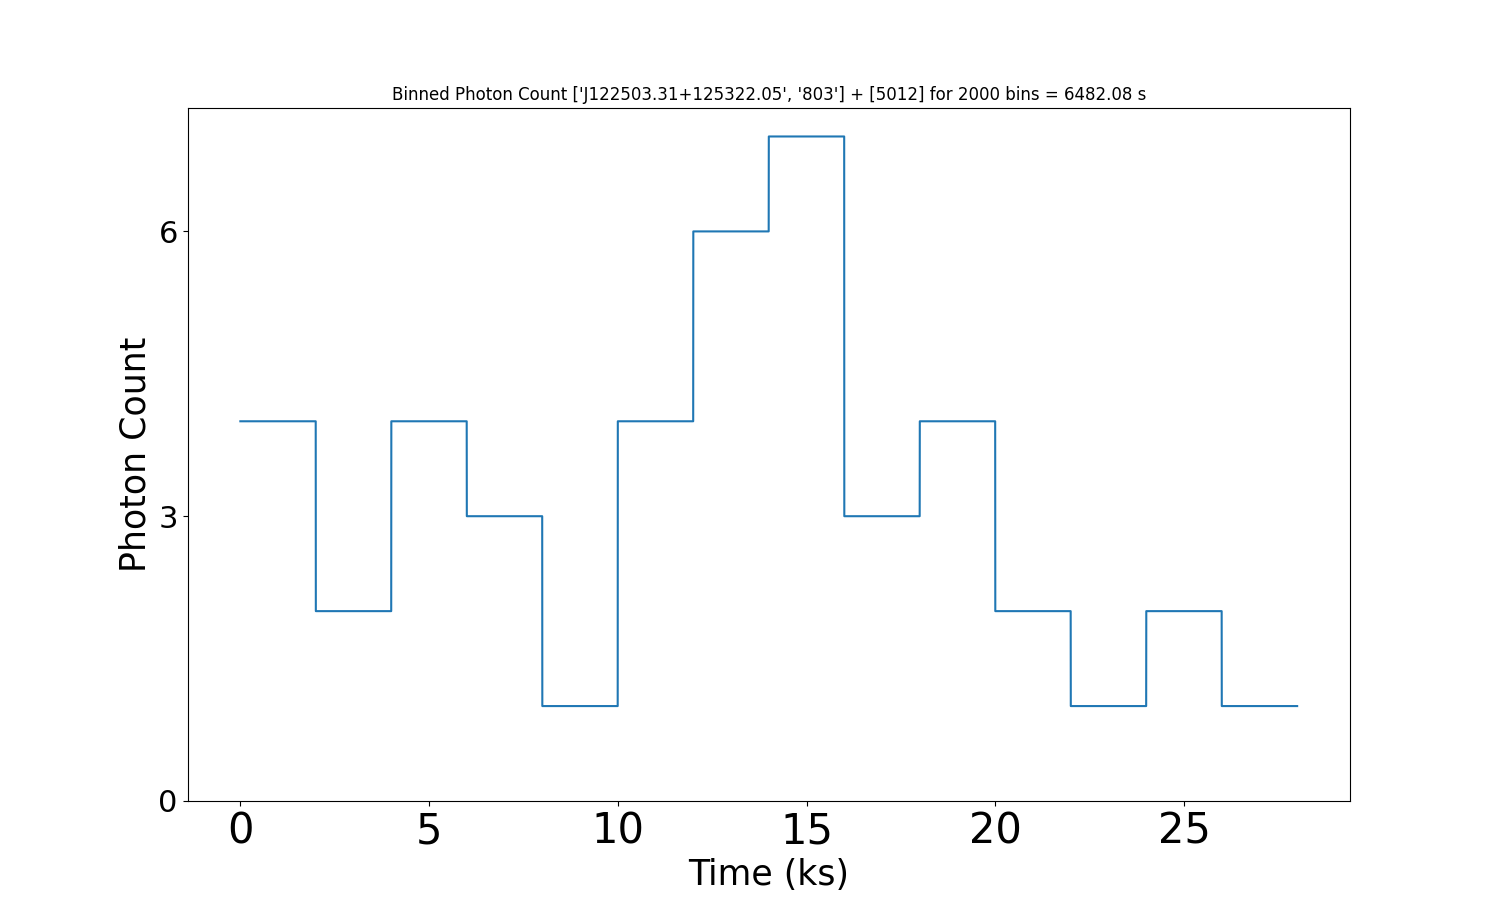 Binned Photon Count ['J122503.31+125322.05', '803'] + [5012] for 2000 bins = 6482.08 s
Photon Count
6
3
0
0 5 10 15 20 25
Time (ks)